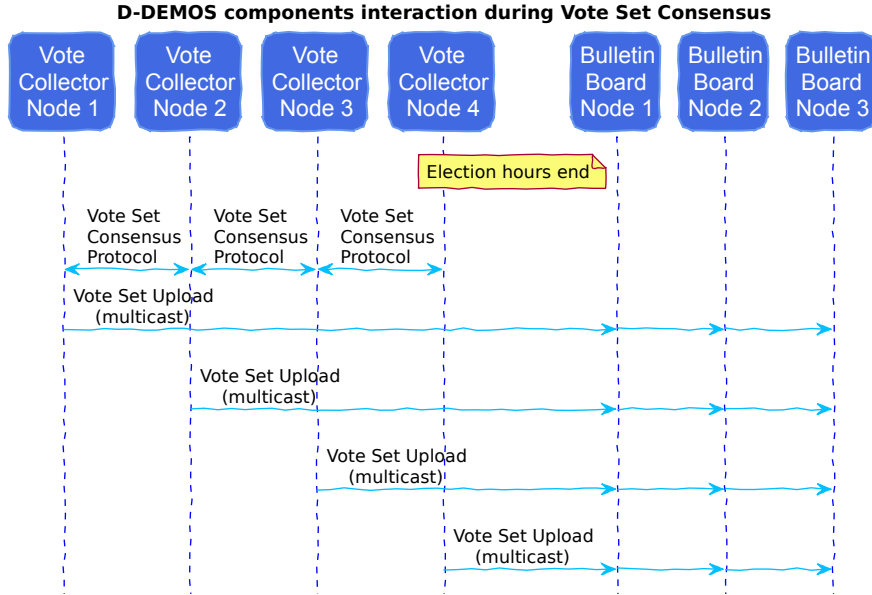 D-DEMOS components interaction during Vote Set Consensus
Vote
Collector
Node 1
Vote
Collector
Node 2
Vote
Collector
Node 3
Vote
Collector
Node 4
Bulletin
Board
Node 1
Bulletin
Board
Node 2
Bulletin
Board
Node 3
Election hours end
Vote Set
Consensus
Protocol
Vote Set
Consensus
Protocol
Vote Set
Consensus
Protocol
Vote Set Upload
(multicast)
Vote Set Upload
(multicast)
Vote Set Upload
(multicast)
Vote Set Upload
(multicast)